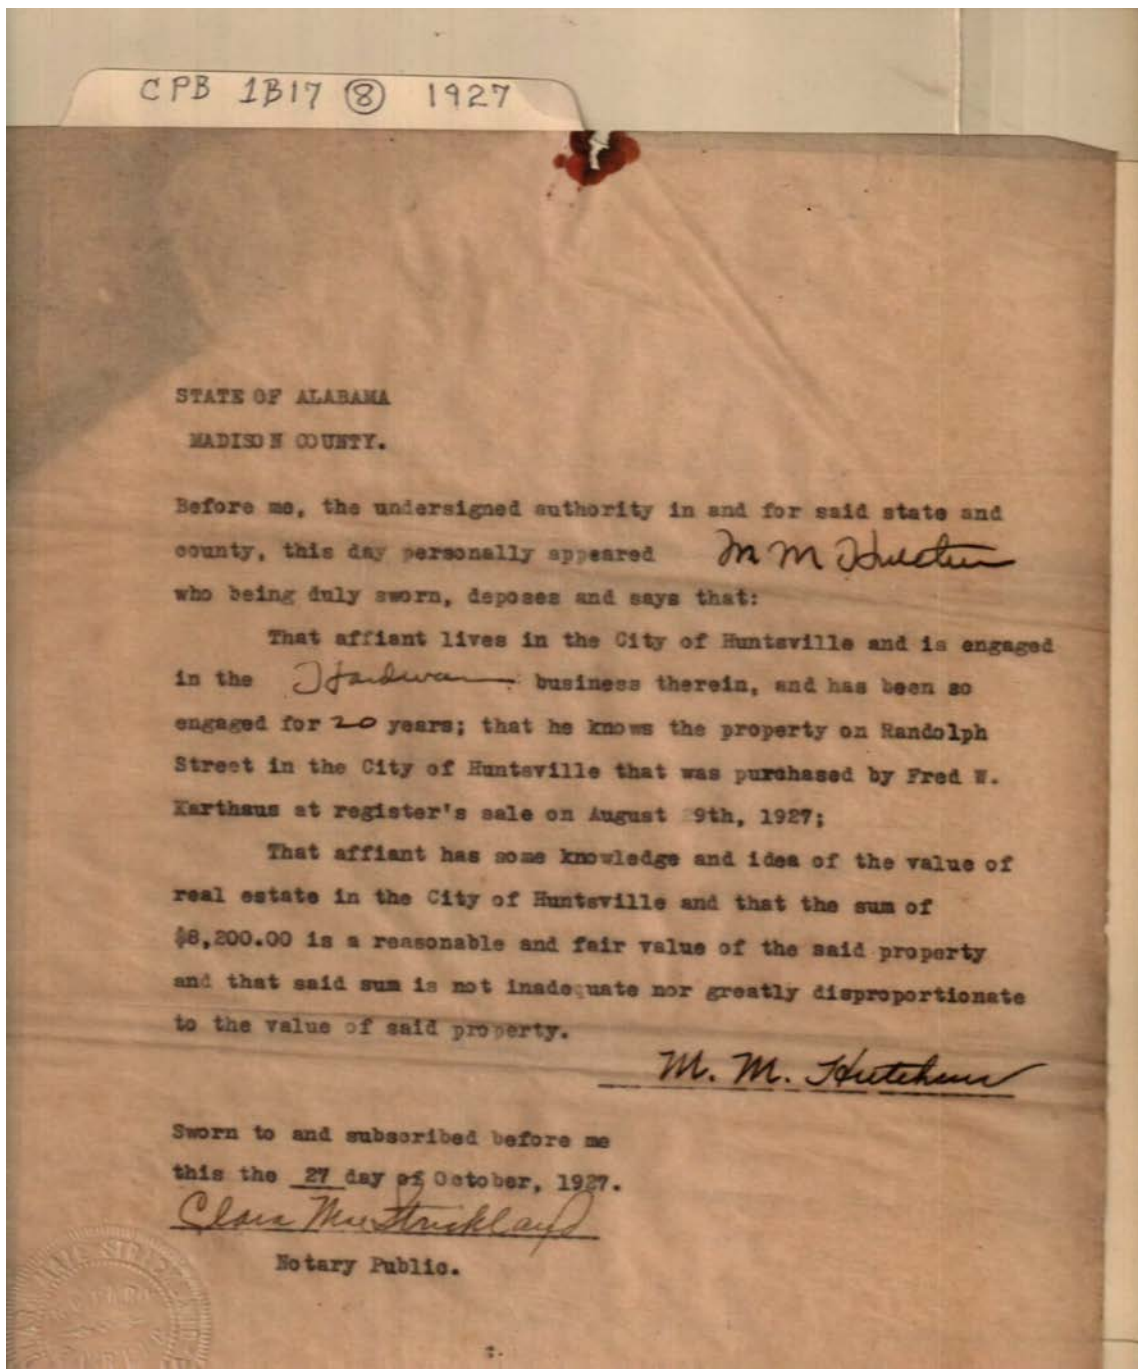 CPB 1B17 8 1927
STATE OF ALABAMA
MADISON COUNTY.
Before me, the undersigned authority in and for said state and
county, this day personally appeared M M Hutchens
who being duly sworn, deposes and says that:
That affiant lives in the City of Huntsville and is engaged
in the Hardware business therein, and has been so
engaged for 20 years; that he knows the property on Randolph
Street in the City of Huntsville that was purchased by Fred W.
Karthaus at register's sale on August 9th, 1927;
That affiant has some knowledge and idea of the value of
real estate in the City of Huntsville and that the sum of
$8,200.00 is a reasonable and fair value of the said property
and that said sum is not inadequate nor greatly disproportionate
to the value of said property.
M. M. Hutchens
Sworn to and subscribed before me
this the 27 day of October, 1927.
Clara Mae Strickland
Notary Public.